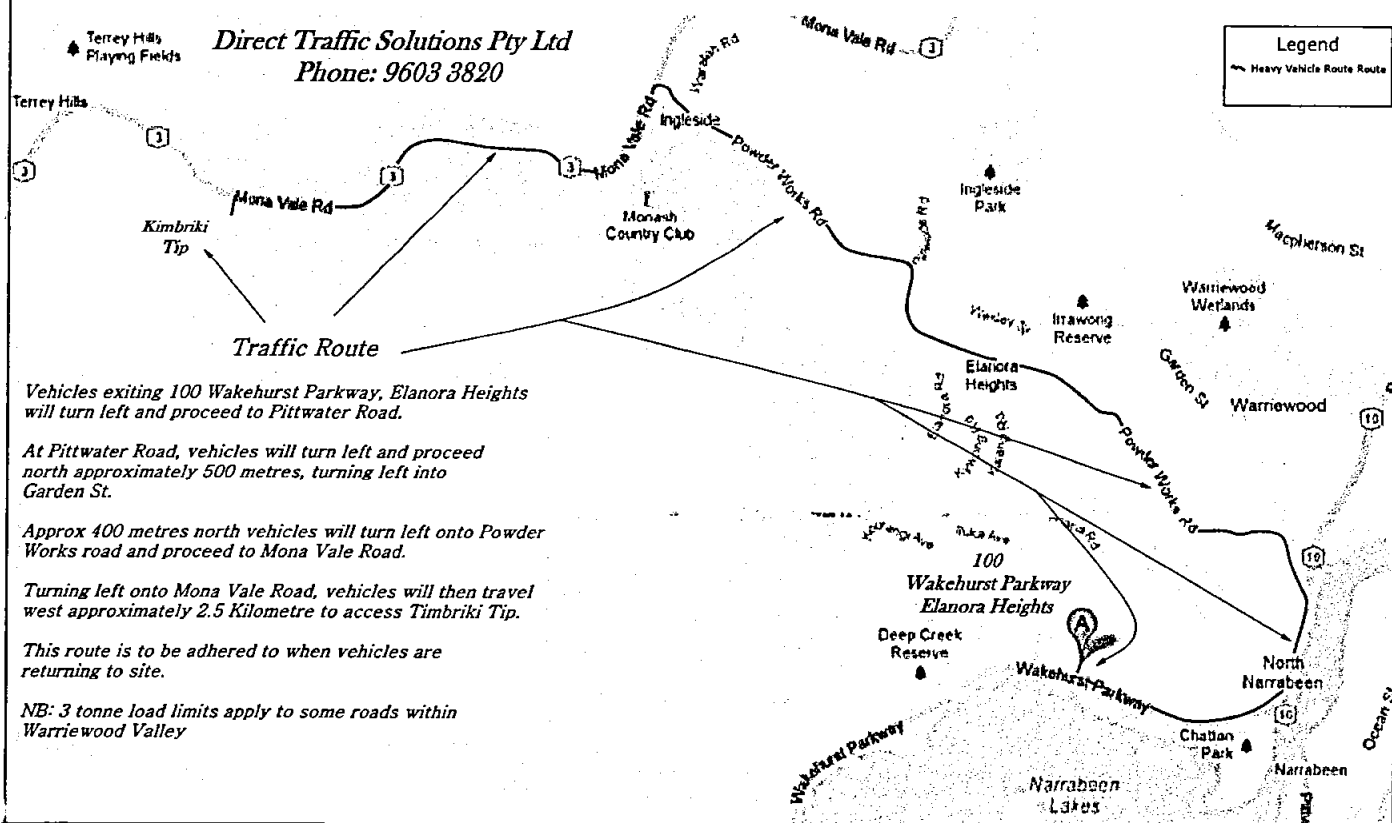 Direct Traffic Solutions Pty Ltd
Phone: 9603 3820
Legend
Heavy Vehicle Route Route
Terrey Hills
Playing Fields
Mona Vale Rd
3
Terrey Hills
3
3
Mona Vale Rd
3
3
Mona Vale Rd
Ingleside
Powder Works Rd
Monash
Country Club
Ingleside
Park
Macpherson St
Kimbriki
Tip
Warriewood
Wetlands
Irrawong
Reserve
Garden St
Warriewood
10
Elanora
Heights
Elanora Rd
Powder Works Rd
Traffic Route
Vehicles exiting 100 Wakehurst Parkway, Elanora Heights
will turn left and proceed to Pittwater Road.
At Pittwater Road, vehicles will turn left and proceed
north approximately 500 metres, turning left into
Garden St.
Approx 400 metres north vehicles will turn left onto Powder
Works road and proceed to Mona Vale Road.
Turning left onto Mona Vale Road, vehicles will then travel
west approximately 2.5 Kilometre to access Timbriki Tip.
This route is to be adhered to when vehicles are
returning to site.
NB: 3 tonne load limits apply to some roads within
Warriewood Valley
100
Wakehurst Parkway
Elanora Heights
A
10
Deep Creek
Reserve
Wakehurst Parkway
North
Narrabeen
10
Wakehurst Parkway
Park
Narrabeen
Ocean St
Narrabeen
Lakes